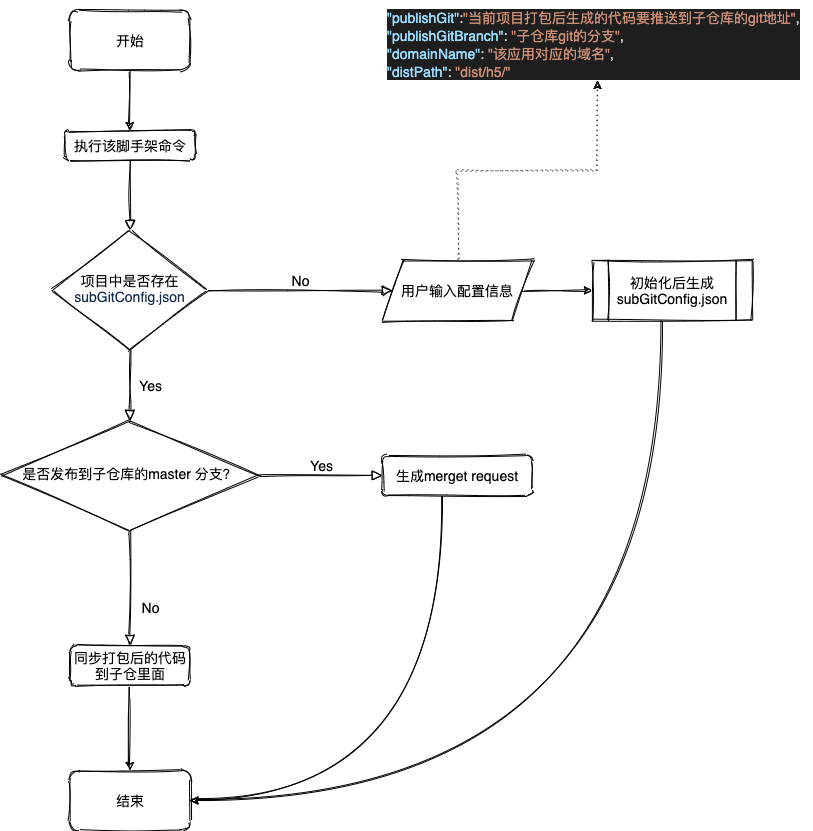 开始
"publishGit":"当前项目打包后生成的代码要推送到子仓库的git地址",
"publishGitBranch": "子仓库git的分支",
"domainName": "该应用对应的域名",
"distPath": "dist/h5/"
执行该脚手架命令
项目中是否存在
subGitConfig.json
No
用户输入配置信息
初始化后生成
subGitConfig.json
Yes
是否发布到子仓库的master 分支?
Yes
生成merget request
No
同步打包后的代码
到子仓里面
结束